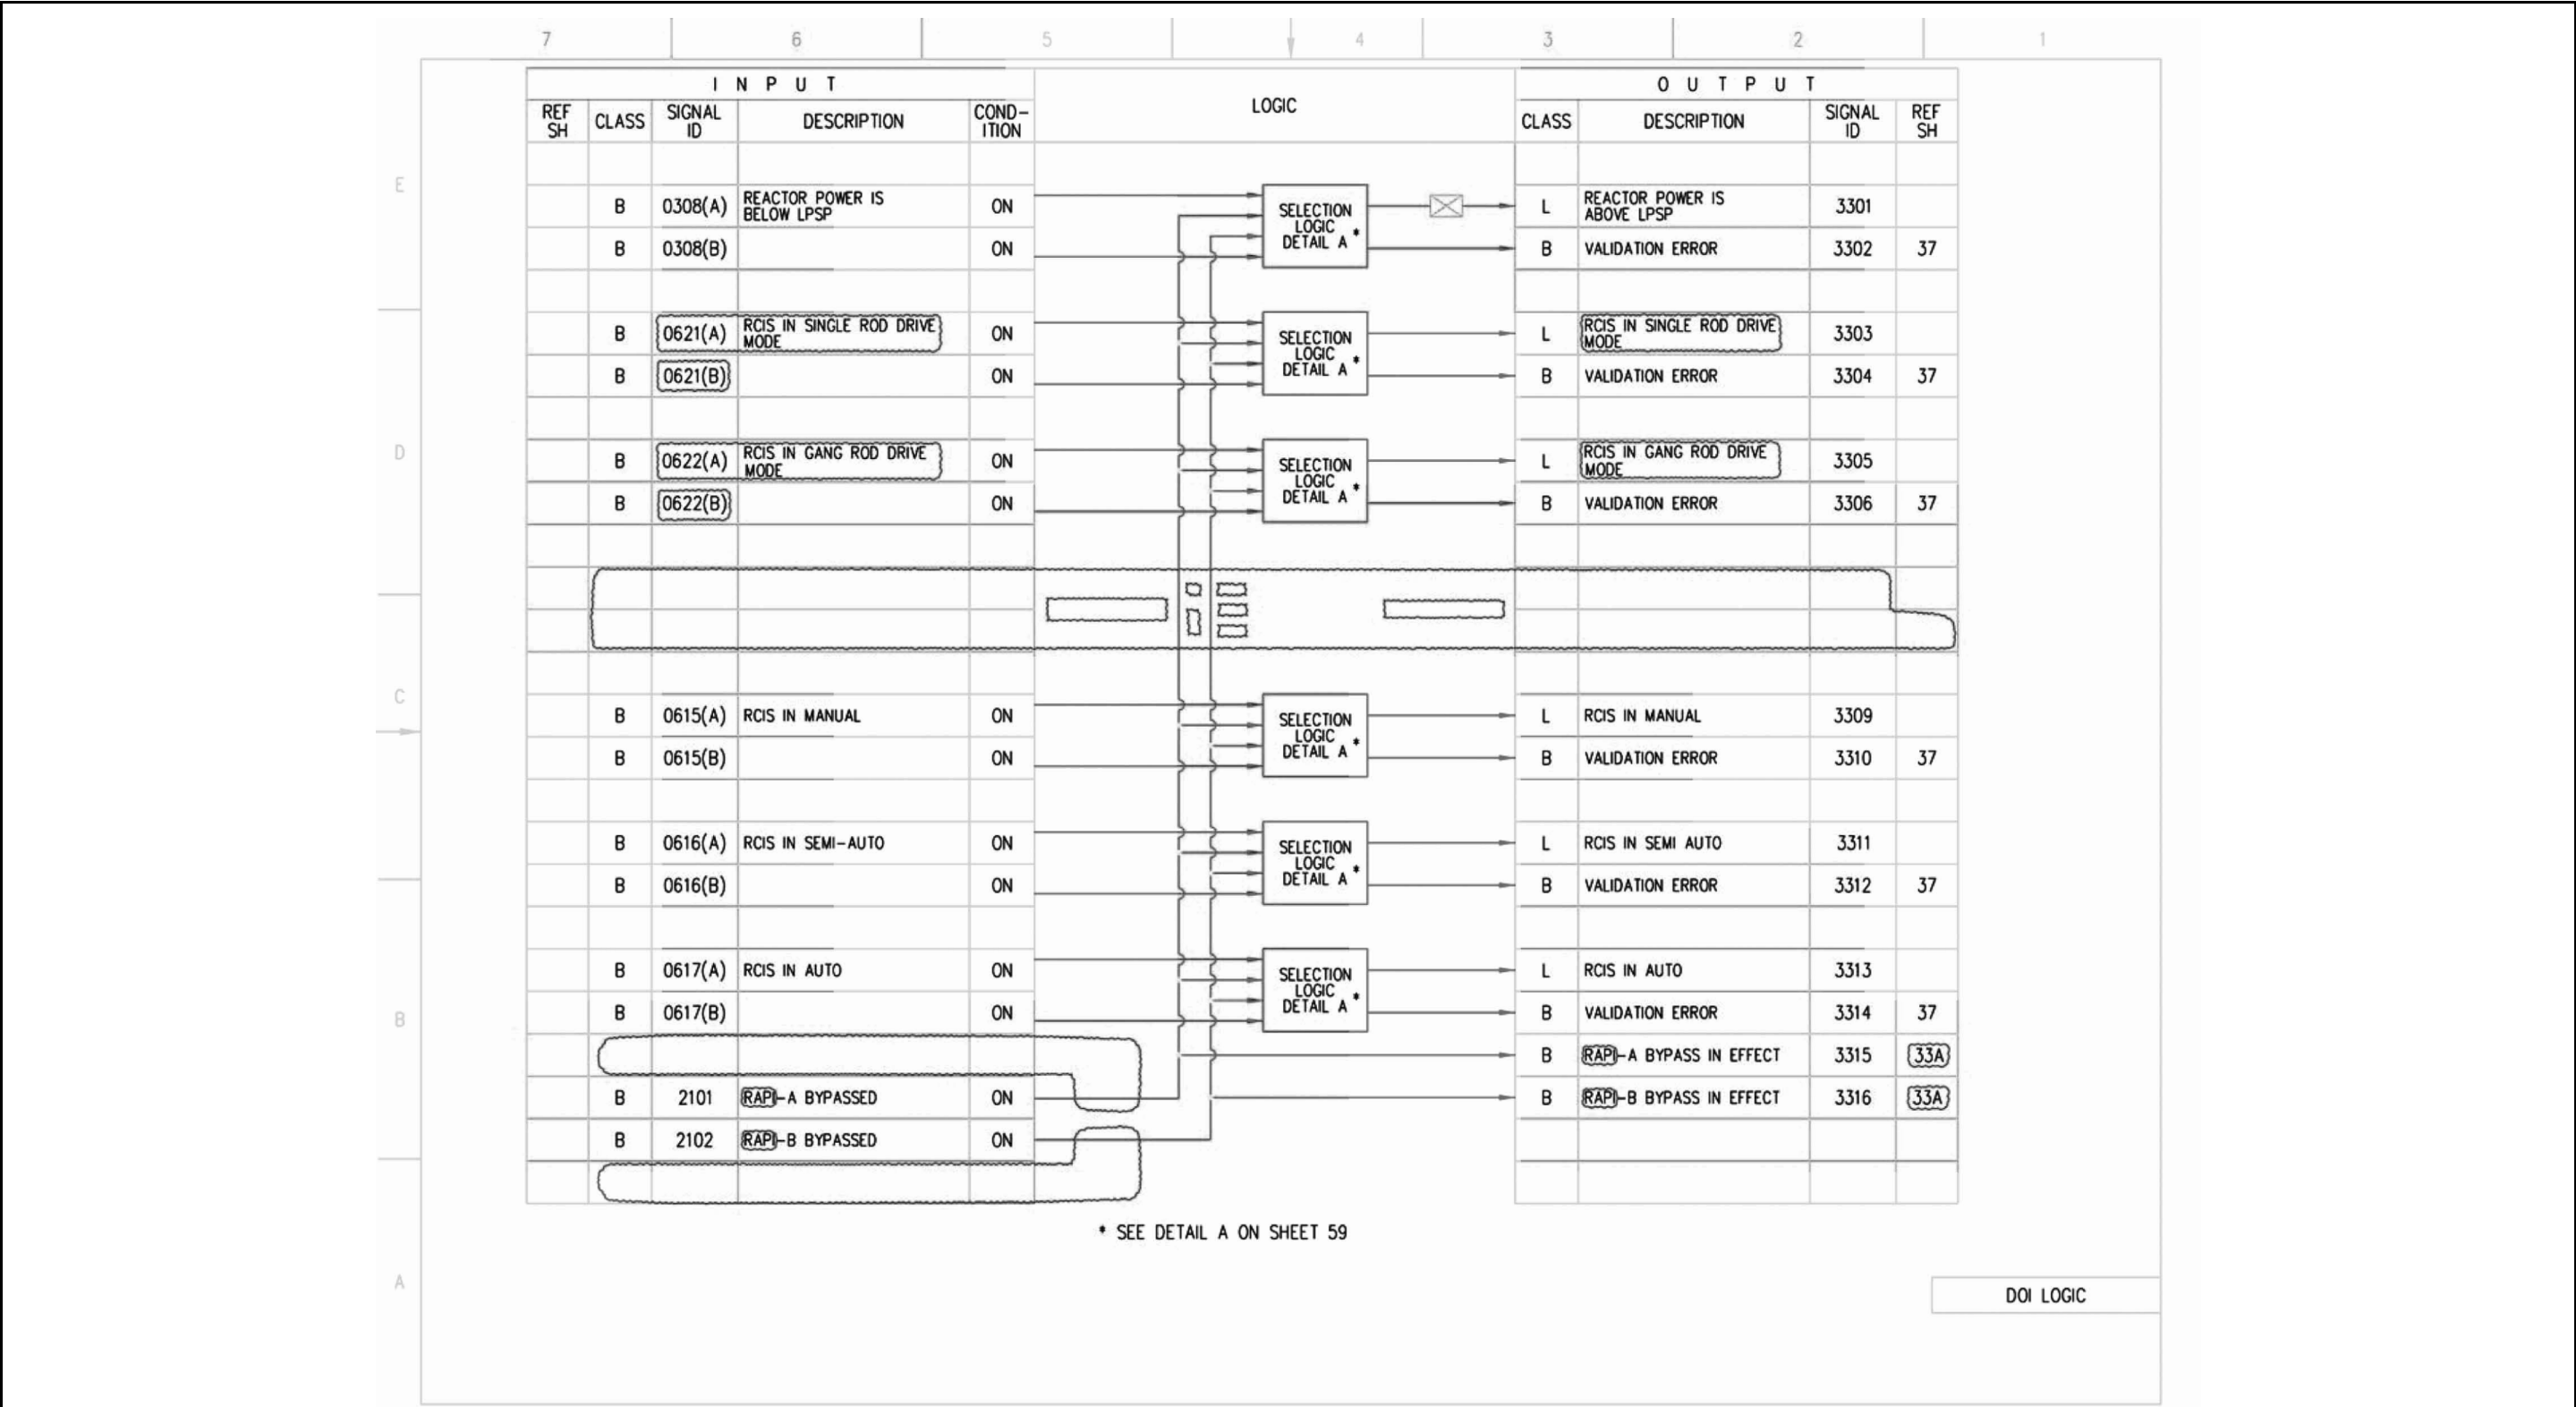 7 6 5 4 3 2 1
I N P U T
LOGIC
O U T P U T
REF SH CLASS SIGNAL ID DESCRIPTION COND-ITION CLASS DESCRIPTION SIGNAL ID REF SH
E
B 0308(A) REACTOR POWER IS BELOW LPSP ON
SELECTION LOGIC DETAIL A *
L REACTOR POWER IS ABOVE LPSP 3301
B 0308(B) ON
B VALIDATION ERROR 3302 37
B 0621(A) RCIS IN SINGLE ROD DRIVE MODE ON
SELECTION LOGIC DETAIL A *
L RCIS IN SINGLE ROD DRIVE MODE 3303
B 0621(B) ON
B VALIDATION ERROR 3304 37
D
B 0622(A) RCIS IN GANG ROD DRIVE MODE ON
SELECTION LOGIC DETAIL A *
L RCIS IN GANG ROD DRIVE MODE 3305
B 0622(B) ON
B VALIDATION ERROR 3306 37
C
B 0615(A) RCIS IN MANUAL ON
SELECTION LOGIC DETAIL A *
L RCIS IN MANUAL 3309
B 0615(B) ON
B VALIDATION ERROR 3310 37
B 0616(A) RCIS IN SEMI-AUTO ON
SELECTION LOGIC DETAIL A *
L RCIS IN SEMI AUTO 3311
B 0616(B) ON
B VALIDATION ERROR 3312 37
B 0617(A) RCIS IN AUTO ON
SELECTION LOGIC DETAIL A *
L RCIS IN AUTO 3313
B
B 0617(B) ON
B VALIDATION ERROR 3314 37
B RAPI-A BYPASS IN EFFECT 3315 33A
B 2101 RAPI-A BYPASSED ON
B RAPI-B BYPASS IN EFFECT 3316 33A
B 2102 RAPI-B BYPASSED ON
* SEE DETAIL A ON SHEET 59
A
DOI LOGIC